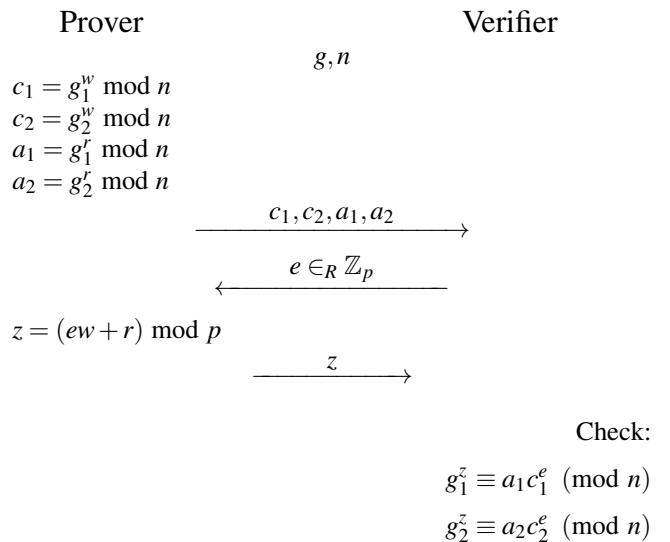 Prover Verifier
g, n
c₁ = g₁ʷ mod n
c₂ = g₂ʷ mod n
a₁ = g₁ʳ mod n
a₂ = g₂ʳ mod n
c₁, c₂, a₁, a₂
e ∈_R ℤ_p
z = (ew + r) mod p
z
Check:
g₁ᶻ ≡ a₁c₁ᵉ (mod n)
g₂ᶻ ≡ a₂c₂ᵉ (mod n)